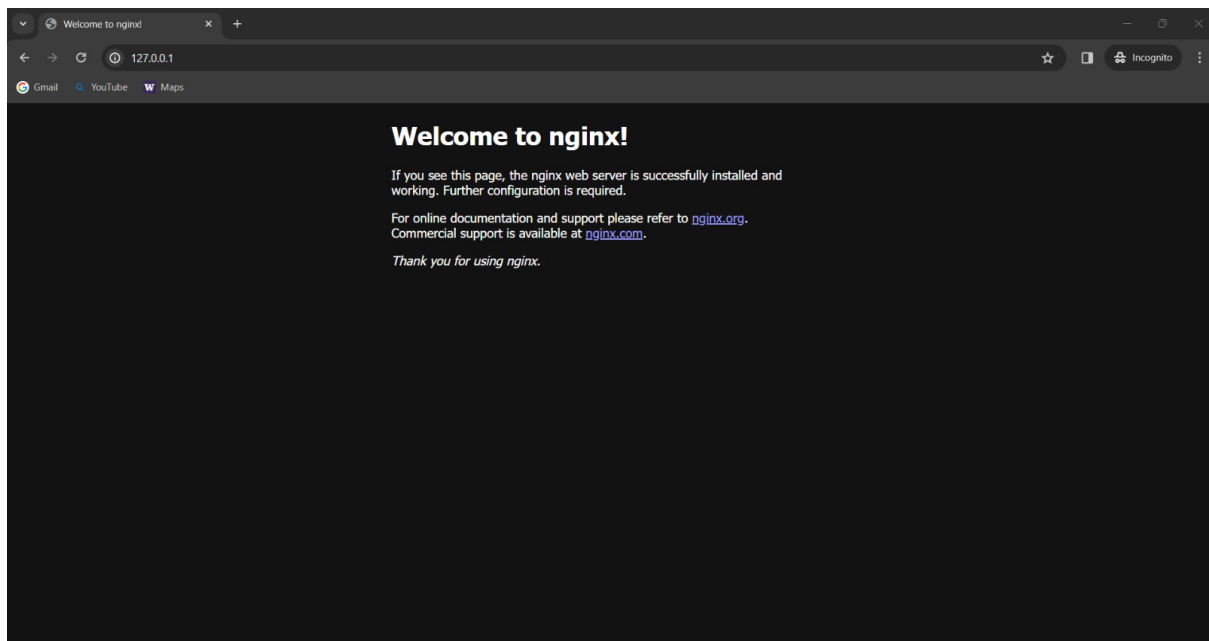 Welcome to nginx!
127.0.0.1
Incognito
Gmail YouTube W Maps
Welcome to nginx!
If you see this page, the nginx web server is successfully installed and
working. Further configuration is required.
For online documentation and support please refer to nginx.org.
Commercial support is available at nginx.com.
Thank you for using nginx.